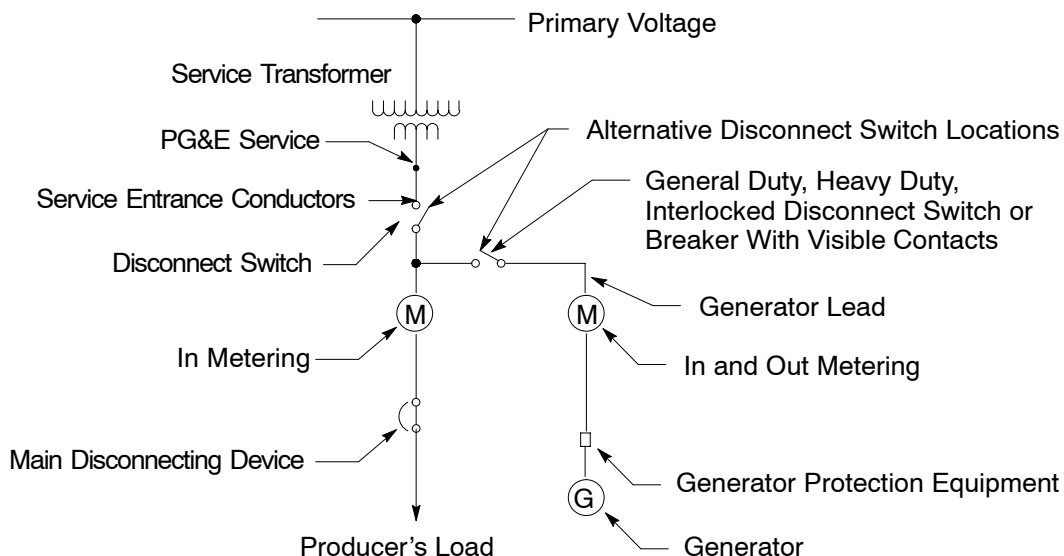 Primary Voltage
Service Transformer
PG&E Service
Alternative Disconnect Switch Locations
Service Entrance Conductors
General Duty, Heavy Duty,
Interlocked Disconnect Switch or
Breaker With Visible Contacts
Disconnect Switch
Generator Lead
M
M
In Metering
In and Out Metering
Main Disconnecting Device
Generator Protection Equipment
G
Producer's Load
Generator